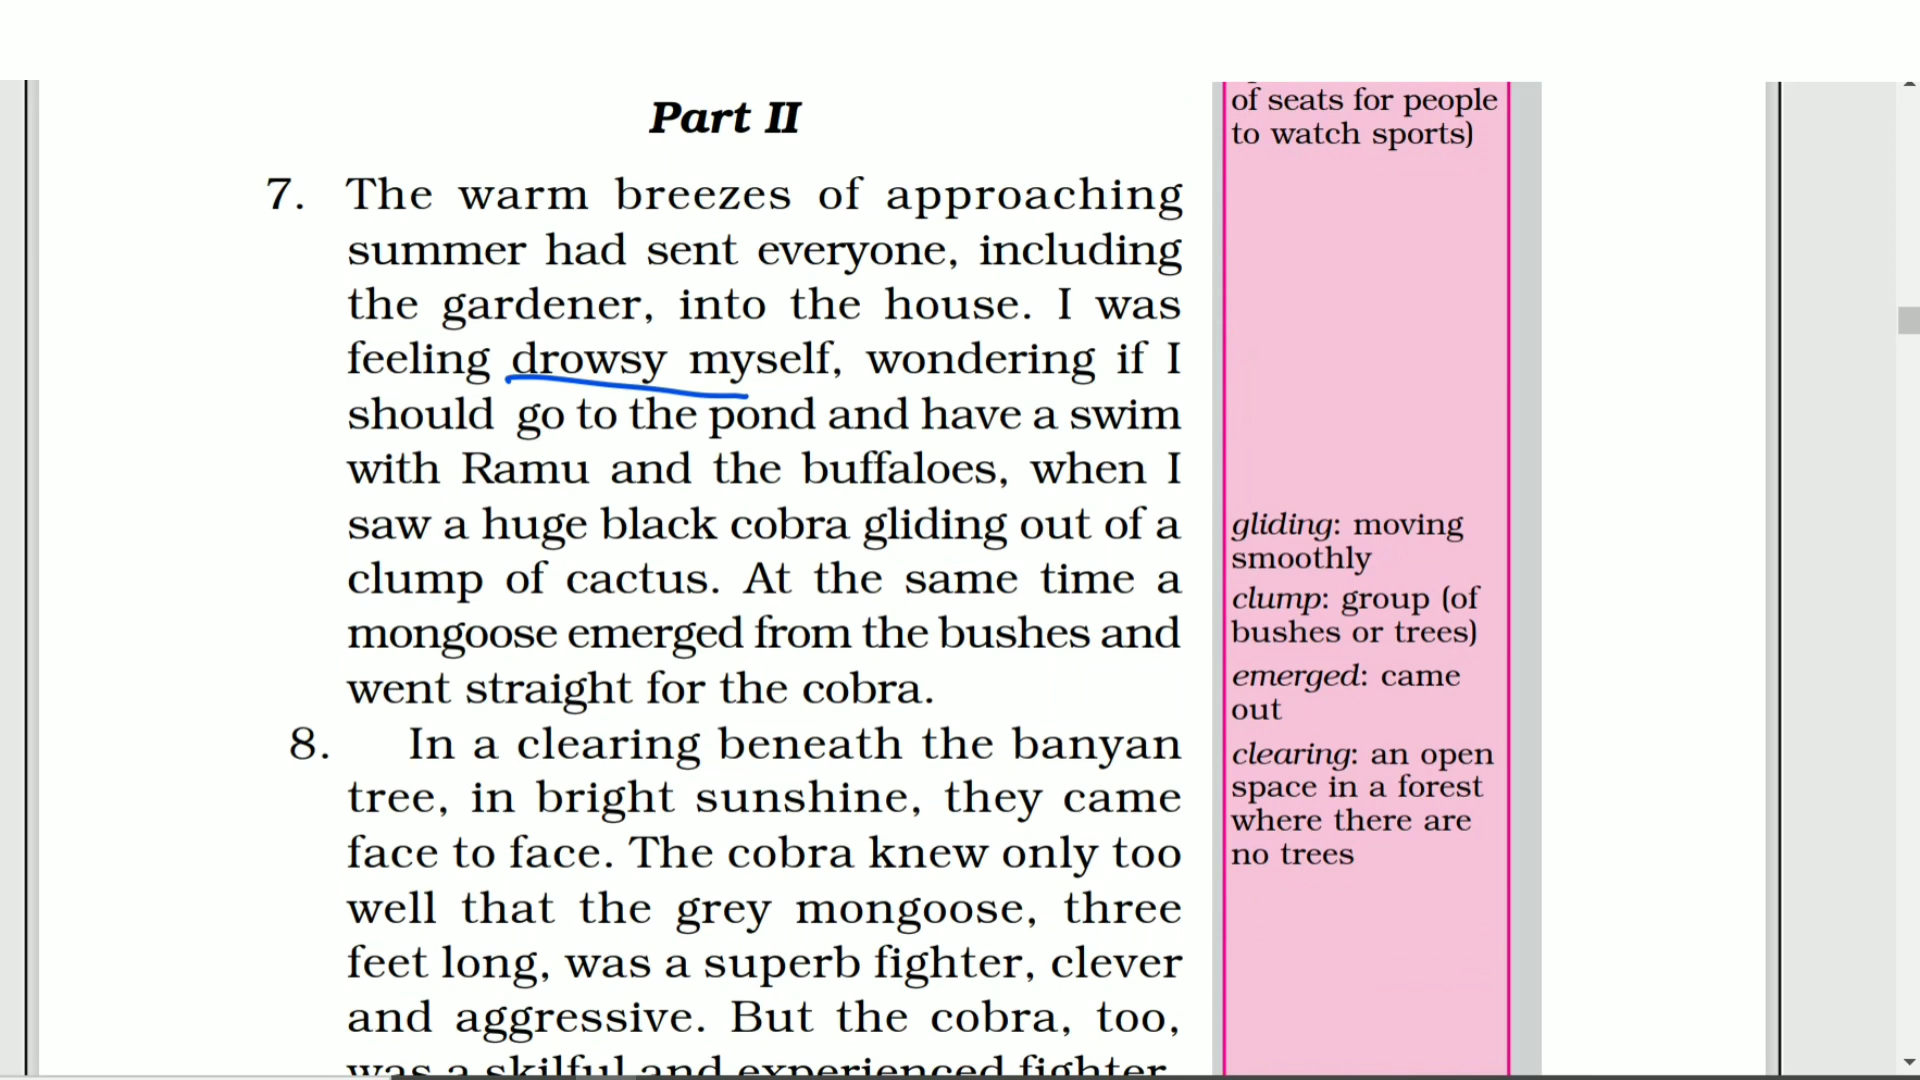 Part II
7. The warm breezes of approaching
summer had sent everyone, including
the gardener, into the house. I was
feeling drowsy myself, wondering if I
should go to the pond and have a swim
with Ramu and the buffaloes, when I
saw a huge black cobra gliding out of a
clump of cactus. At the same time a
mongoose emerged from the bushes and
went straight for the cobra.
8. In a clearing beneath the banyan
tree, in bright sunshine, they came
face to face. The cobra knew only too
well that the grey mongoose, three
feet long, was a superb fighter, clever
and aggressive. But the cobra, too,
was a skilful and experienced fighter.
of seats for people
to watch sports)
gliding: moving
smoothly
clump: group (of
bushes or trees)
emerged: came
out
clearing: an open
space in a forest
where there are
no trees